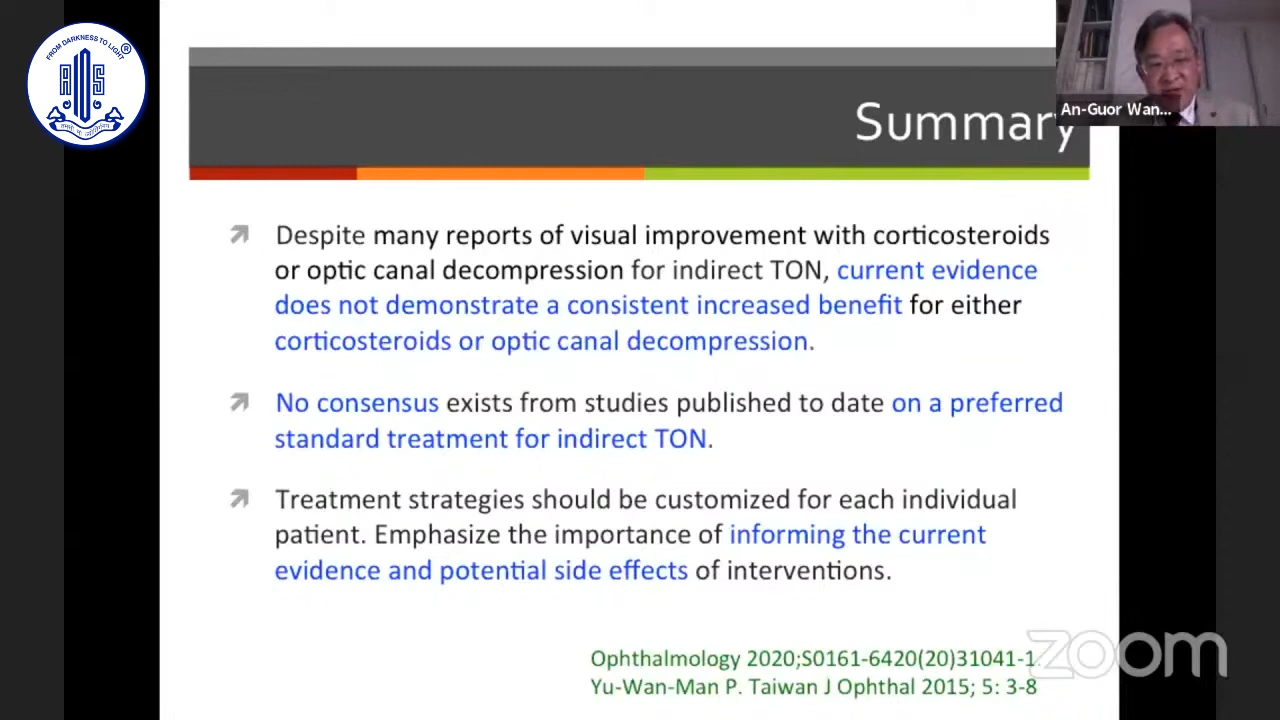 FROM DARKNESS TO LIGHT
®
AIOS
An-Guor Wan...
Summary
Despite many reports of visual improvement with corticosteroids
or optic canal decompression for indirect TON, current evidence
does not demonstrate a consistent increased benefit for either
corticosteroids or optic canal decompression.
No consensus exists from studies published to date on a preferred
standard treatment for indirect TON.
Treatment strategies should be customized for each individual
patient. Emphasize the importance of informing the current
evidence and potential side effects of interventions.
Ophthalmology 2020;S0161-6420(20)31041-1.
Yu-Wan-Man P. Taiwan J Ophthal 2015; 5: 3-8
zoom